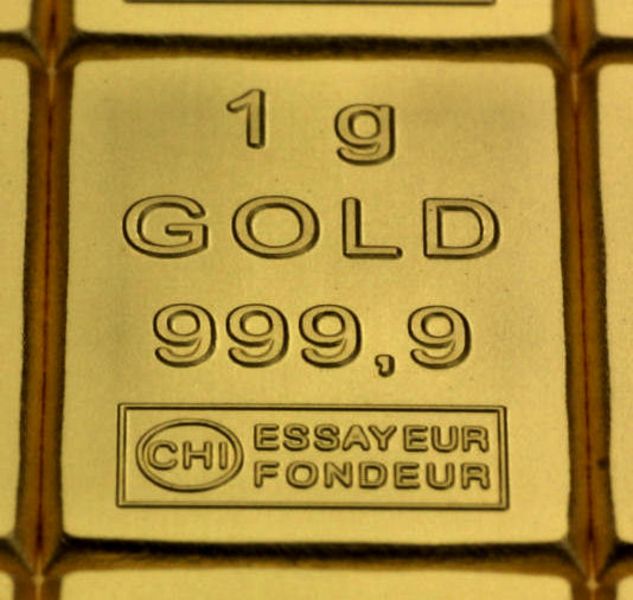 1 g
GOLD
999,9
CHI ESSAYEUR
FONDEUR